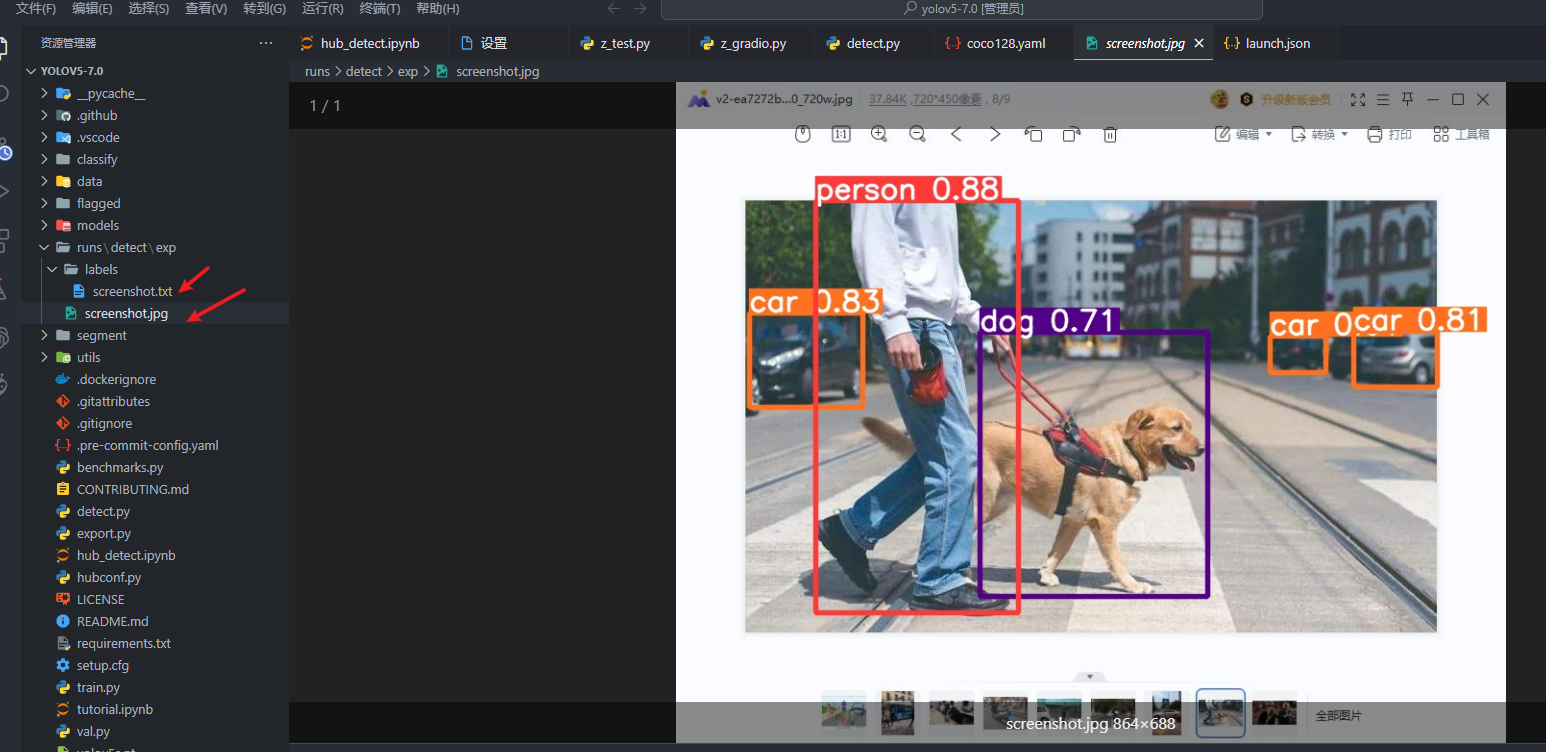 文件(F) 编辑(E) 选择(S) 查看(V) 转到(G) 运行(R) 终端(T) 帮助(H) yolov5-7.0 [管理员]
资源管理器 ···
hub_detect.ipynb 设置 z_test.py z_gradio.py detect.py coco128.yaml screenshot.jpg launch.json
runs > detect > exp > screenshot.jpg
YOLOV5-7.0
__pycache__
.github
.vscode
classify
data
flagged
models
runs\detect\exp
labels
screenshot.txt
screenshot.jpg
segment
utils
.dockerignore
.gitattributes
.gitignore
.pre-commit-config.yaml
benchmarks.py
CONTRIBUTING.md
detect.py
export.py
hub_detect.ipynb
hubconf.py
LICENSE
README.md
requirements.txt
setup.cfg
train.py
tutorial.ipynb
val.py
1 / 1
v2-ea7272b...0_720w.jpg 37.84K ,720*450像素 , 8/9 升级新版会员
1:1 编辑 转换 打印 工具箱
person 0.88
car 0.83
dog 0.71
car 0.
car 0.81
全部图片
screenshot.jpg 864×688